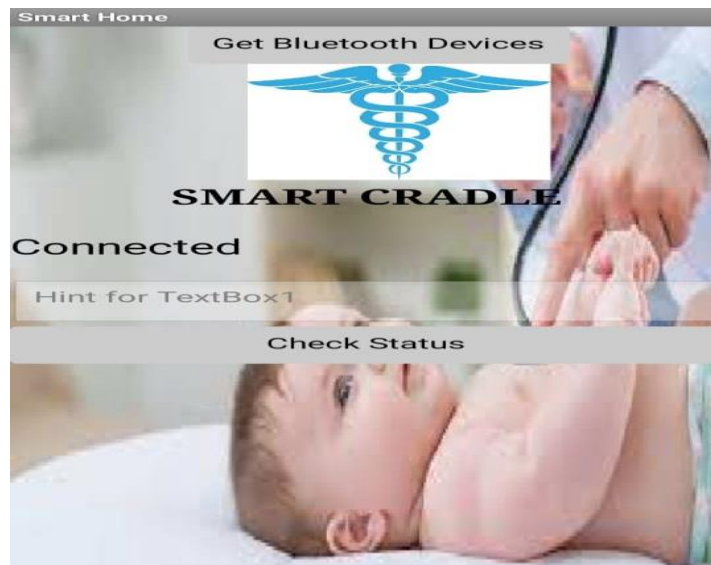 Smart Home
Get Bluetooth Devices
SMART CRADLE
Connected
Hint for TextBox1
Check Status